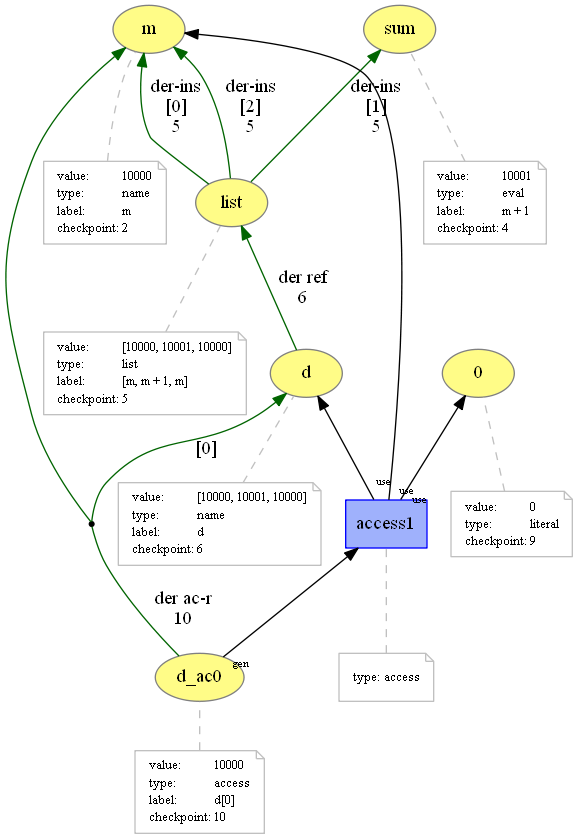 m
sum
der-ins
[0]
5
der-ins
[2]
5
der-ins
[1]
5
value: 10000
type: name
label: m
checkpoint: 2
value: 10001
type: eval
label: m + 1
checkpoint: 4
list
der ref
6
value: [10000, 10001, 10000]
type: list
label: [m, m + 1, m]
checkpoint: 5
d
0
[0]
use
use
use
value: [10000, 10001, 10000]
type: name
label: d
checkpoint: 6
access1
value: 0
type: literal
checkpoint: 9
der ac-r
10
gen
d_ac0
type: access
value: 10000
type: access
label: d[0]
checkpoint: 10